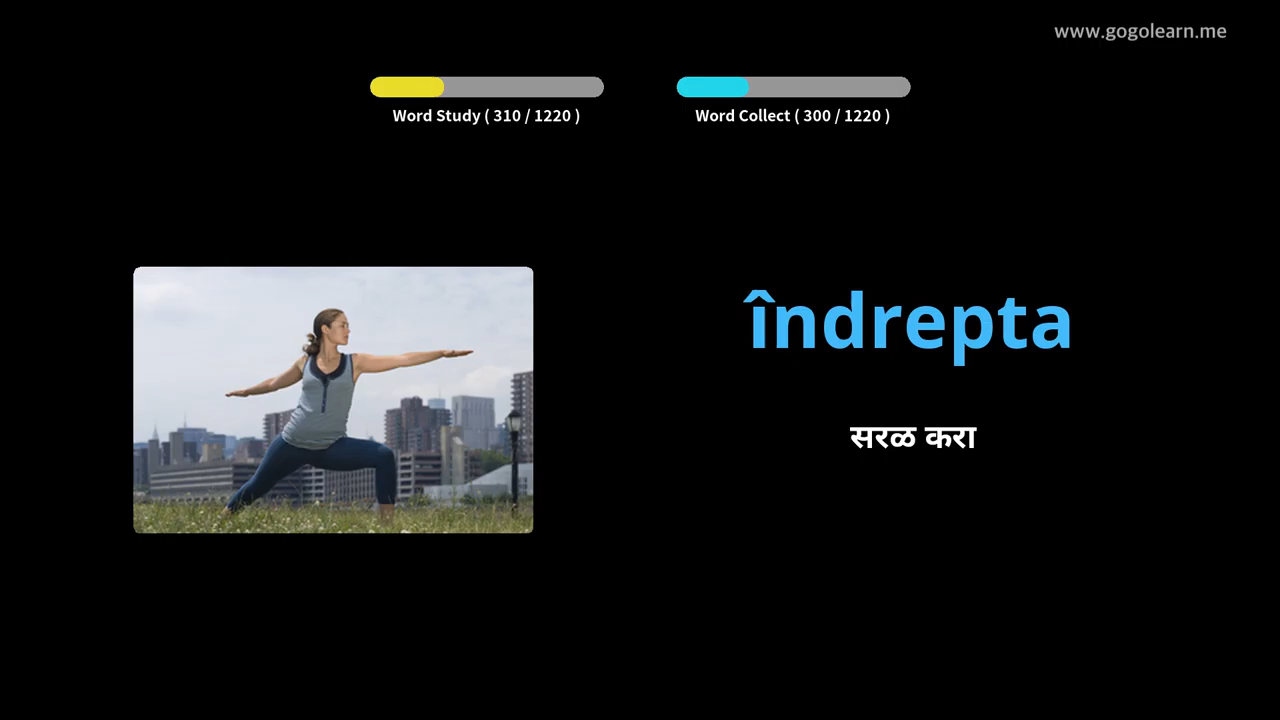 www.gogolearn.me
Word Study ( 310 / 1220 )
Word Collect ( 300 / 1220 )
îndrepta
सरळ करा